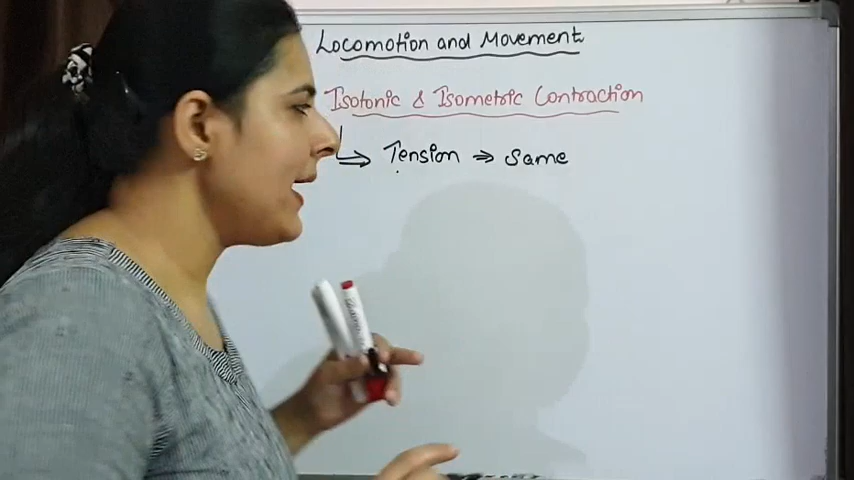 Locomotion and Movement
Isotonic & Isometric Contraction
↳ Tension ⇒ Same